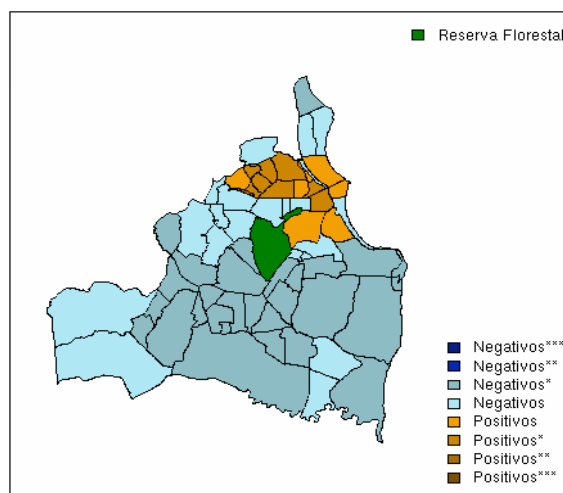 Reserva Florestal
Negativos***
Negativos**
Negativos*
Negativos
Positivos
Positivos*
Positivos**
Positivos***